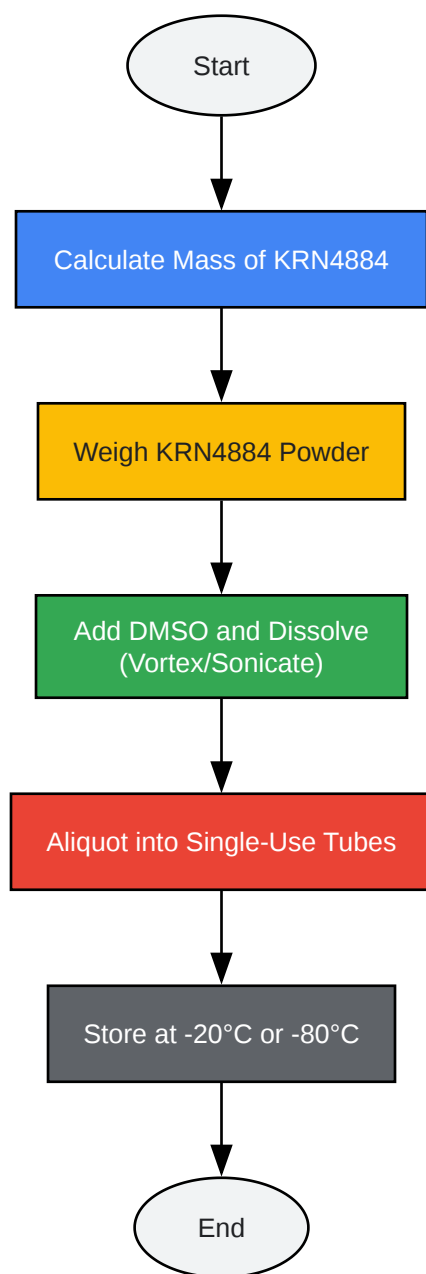 Start
Calculate Mass of KRN4884
Weigh KRN4884 Powder
Add DMSO and Dissolve
(Vortex/Sonicate)
Aliquot into Single-Use Tubes
Store at -20°C or -80°C
End